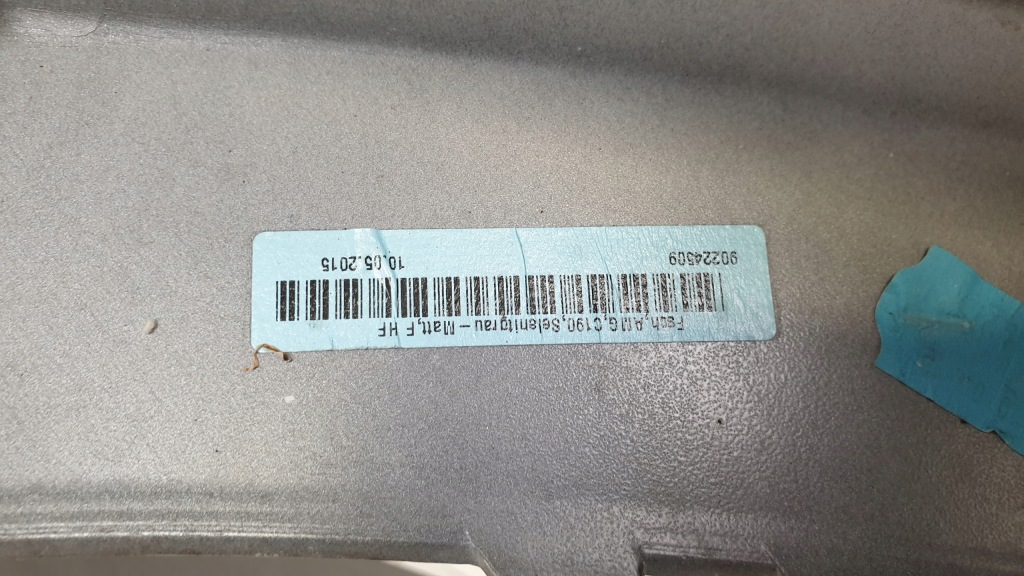 Fsch,AMG,C190,Selenitgrau – Matt,F HF
90224509 10.05.2015